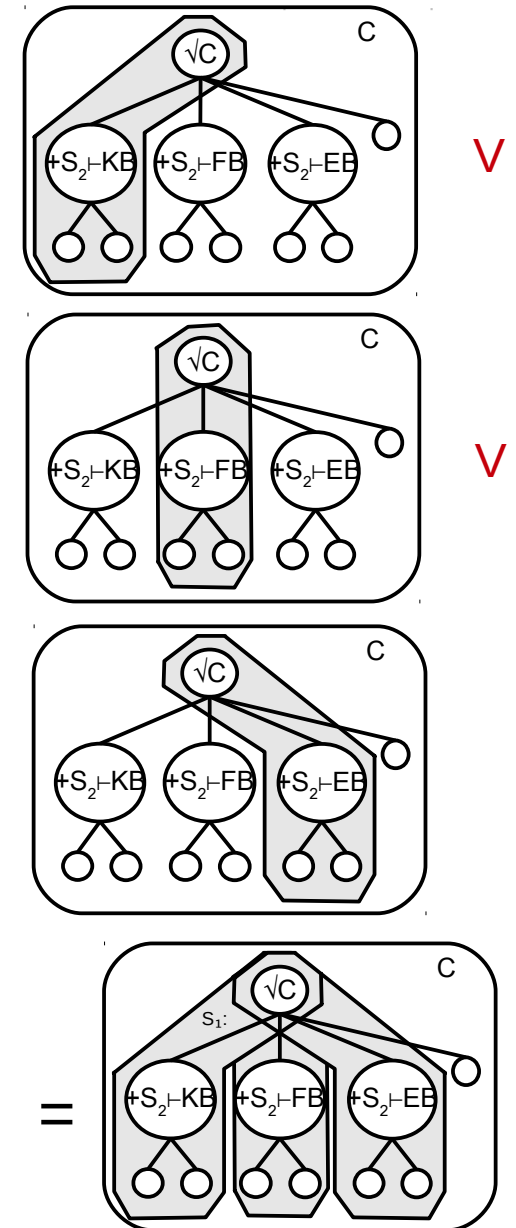 C
√C
+S₂⊢KB +S₂⊢FB +S₂⊢EB
V
C
√C
+S₂⊢KB +S₂⊢FB +S₂⊢EB
V
C
√C
+S₂⊢KB +S₂⊢FB +S₂⊢EB
C
√C
S₁:
= +S₂⊢KB +S₂⊢FB +S₂⊢EB